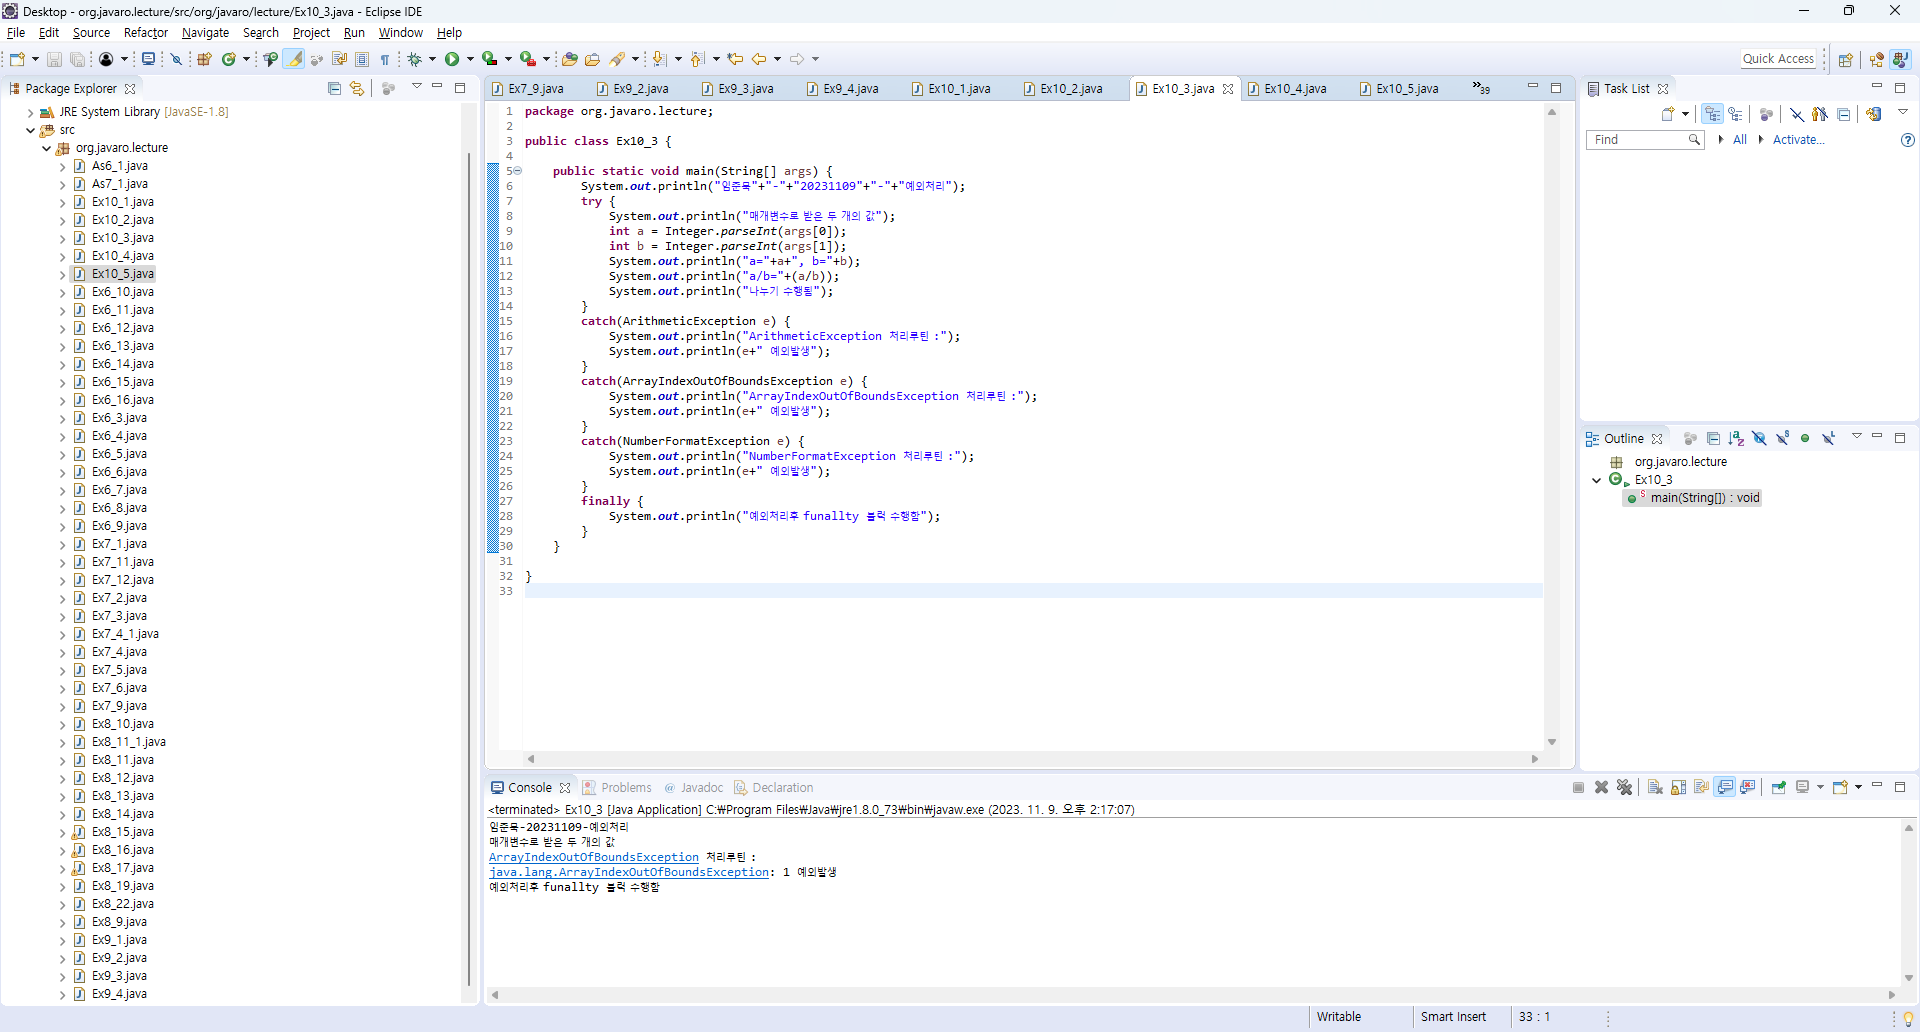 Desktop - org.javaro.lecture/src/org/javaro/lecture/Ex10_3.java - Eclipse IDE
File Edit Source Refactor Navigate Search Project Run Window Help
Quick Access
Package Explorer
JRE System Library [JavaSE-1.8]
src
org.javaro.lecture
As6_1.java
As7_1.java
Ex10_1.java
Ex10_2.java
Ex10_3.java
Ex10_4.java
Ex10_5.java
Ex6_10.java
Ex6_11.java
Ex6_12.java
Ex6_13.java
Ex6_14.java
Ex6_15.java
Ex6_16.java
Ex6_3.java
Ex6_4.java
Ex6_5.java
Ex6_6.java
Ex6_7.java
Ex6_8.java
Ex6_9.java
Ex7_1.java
Ex7_11.java
Ex7_12.java
Ex7_2.java
Ex7_3.java
Ex7_4_1.java
Ex7_4.java
Ex7_5.java
Ex7_6.java
Ex7_9.java
Ex8_10.java
Ex8_11_1.java
Ex8_11.java
Ex8_12.java
Ex8_13.java
Ex8_14.java
Ex8_15.java
Ex8_16.java
Ex8_17.java
Ex8_19.java
Ex8_22.java
Ex8_9.java
Ex9_1.java
Ex9_2.java
Ex9_3.java
Ex9_4.java
Ex7_9.java Ex9_2.java Ex9_3.java Ex9_4.java Ex10_1.java Ex10_2.java Ex10_3.java Ex10_4.java Ex10_5.java »39
1 package org.javaro.lecture;
2
3 public class Ex10_3 {
4
5 public static void main(String[] args) {
6 System.out.println("임준묵"+"-"+"20231109"+"-"+"예외처리");
7 try {
8 System.out.println("매개변수로 받은 두 개의 값");
9 int a = Integer.parseInt(args[0]);
10 int b = Integer.parseInt(args[1]);
11 System.out.println("a="+a+", b="+b);
12 System.out.println("a/b="+(a/b));
13 System.out.println("나누기 수행됨");
14 }
15 catch(ArithmeticException e) {
16 System.out.println("ArithmeticException 처리루틴 :");
17 System.out.println(e+" 예외발생");
18 }
19 catch(ArrayIndexOutOfBoundsException e) {
20 System.out.println("ArrayIndexOutOfBoundsException 처리루틴 :");
21 System.out.println(e+" 예외발생");
22 }
23 catch(NumberFormatException e) {
24 System.out.println("NumberFormatException 처리루틴 :");
25 System.out.println(e+" 예외발생");
26 }
27 finally {
28 System.out.println("예외처리후 funallty 블럭 수행함");
29 }
30 }
31
32 }
33
Task List
Find All Activate...
Outline
org.javaro.lecture
Ex10_3
main(String[]) : void
Console Problems Javadoc Declaration
<terminated> Ex10_3 [Java Application] C:₩Program Files₩Java₩jre1.8.0_73₩bin₩javaw.exe (2023. 11. 9. 오후 2:17:07)
임준묵-20231109-예외처리
매개변수로 받은 두 개의 값
ArrayIndexOutOfBoundsException 처리루틴 :
java.lang.ArrayIndexOutOfBoundsException: 1 예외발생
예외처리후 funallty 블럭 수행함
Writable Smart Insert 33 : 1